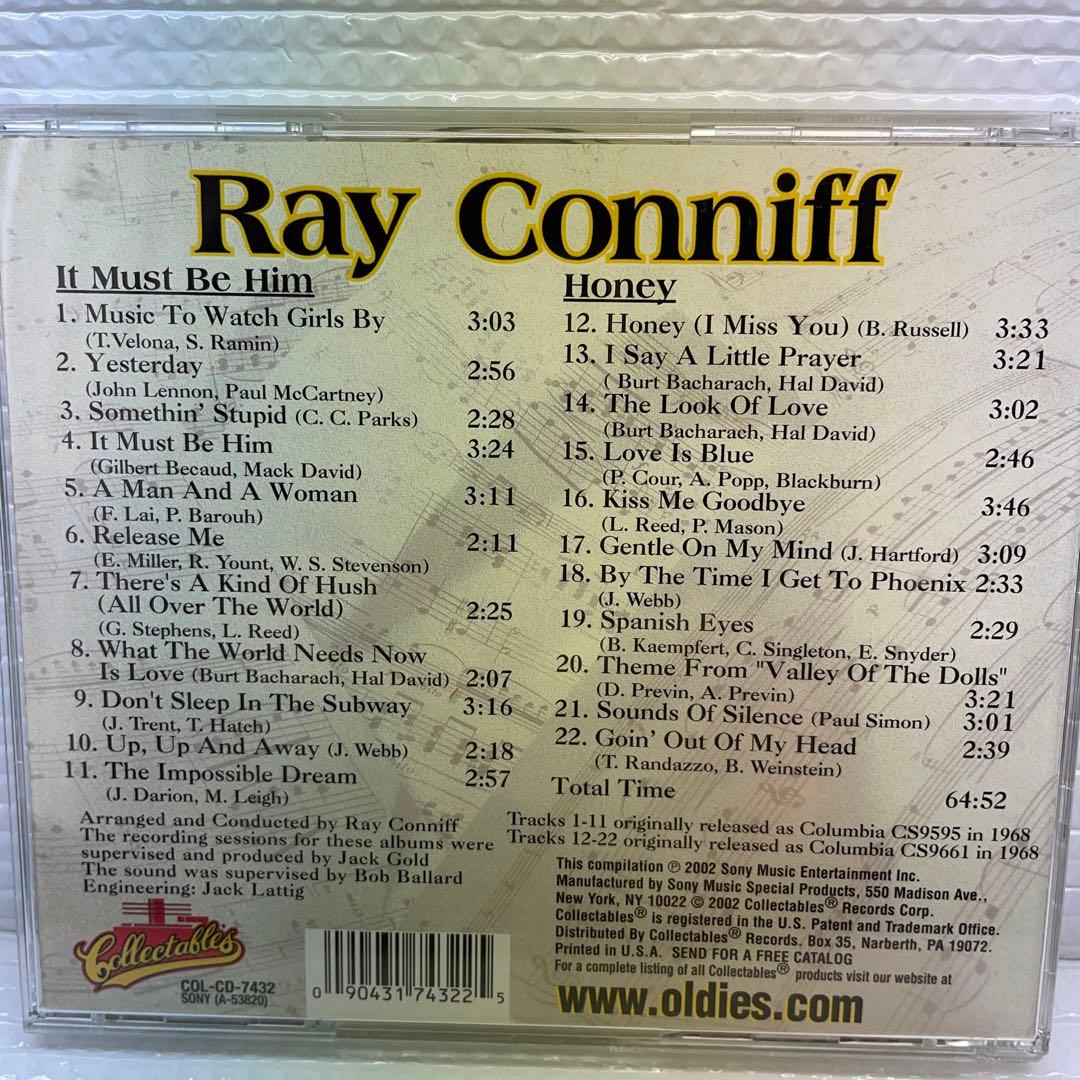 Ray Conniff
It Must Be Him
1. Music To Watch Girls By 3:03
(T.Velona, S. Ramin)
2. Yesterday 2:56
(John Lennon, Paul McCartney)
3. Somethin' Stupid (C. C. Parks) 2:28
4. It Must Be Him 3:24
(Gilbert Becaud, Mack David)
5. A Man And A Woman 3:11
(F. Lai, P. Barouh)
6. Release Me 2:11
(E. Miller, R. Yount, W. S. Stevenson)
7. There's A Kind Of Hush
(All Over The World) 2:25
(G. Stephens, L. Reed)
8. What The World Needs Now
Is Love (Burt Bacharach, Hal David) 2:07
9. Don't Sleep In The Subway 3:16
(J. Trent, T. Hatch)
10. Up, Up And Away (J. Webb) 2:18
11. The Impossible Dream 2:57
(J. Darion, M. Leigh)
Arranged and Conducted by Ray Conniff
The recording sessions for these albums were
supervised and produced by Jack Gold
The sound was supervised by Bob Ballard
Engineering: Jack Lattig
Honey
12. Honey (I Miss You) (B. Russell) 3:33
13. I Say A Little Prayer 3:21
( Burt Bacharach, Hal David)
14. The Look Of Love 3:02
(Burt Bacharach, Hal David)
15. Love Is Blue 2:46
(P. Cour, A. Popp, Blackburn)
16. Kiss Me Goodbye 3:46
(L. Reed, P. Mason)
17. Gentle On My Mind (J. Hartford) 3:09
18. By The Time I Get To Phoenix 2:33
(J. Webb)
19. Spanish Eyes 2:29
(B. Kaempfert, C. Singleton, E. Snyder)
20. Theme From "Valley Of The Dolls"
(D. Previn, A. Previn) 3:21
21. Sounds Of Silence (Paul Simon) 3:01
22. Goin' Out Of My Head 2:39
(T. Randazzo, B. Weinstein)
Total Time 64:52
Tracks 1-11 originally released as Columbia CS9595 in 1968
Tracks 12-22 originally released as Columbia CS9661 in 1968
This compilation ℗ 2002 Sony Music Entertainment Inc.
Manufactured by Sony Music Special Products, 550 Madison Ave.,
New York, NY 10022 © 2002 Collectables® Records Corp.
Collectables® is registered in the U.S. Patent and Trademark Office.
Distributed By Collectables® Records. Box 35, Narberth, PA 19072.
Printed in U.S.A. SEND FOR A FREE CATALOG
For a complete listing of all Collectables® products visit our website at
www.oldies.com
Collectables
COL-CD-7432
SONY (A-53820)
0 90431 74322 5